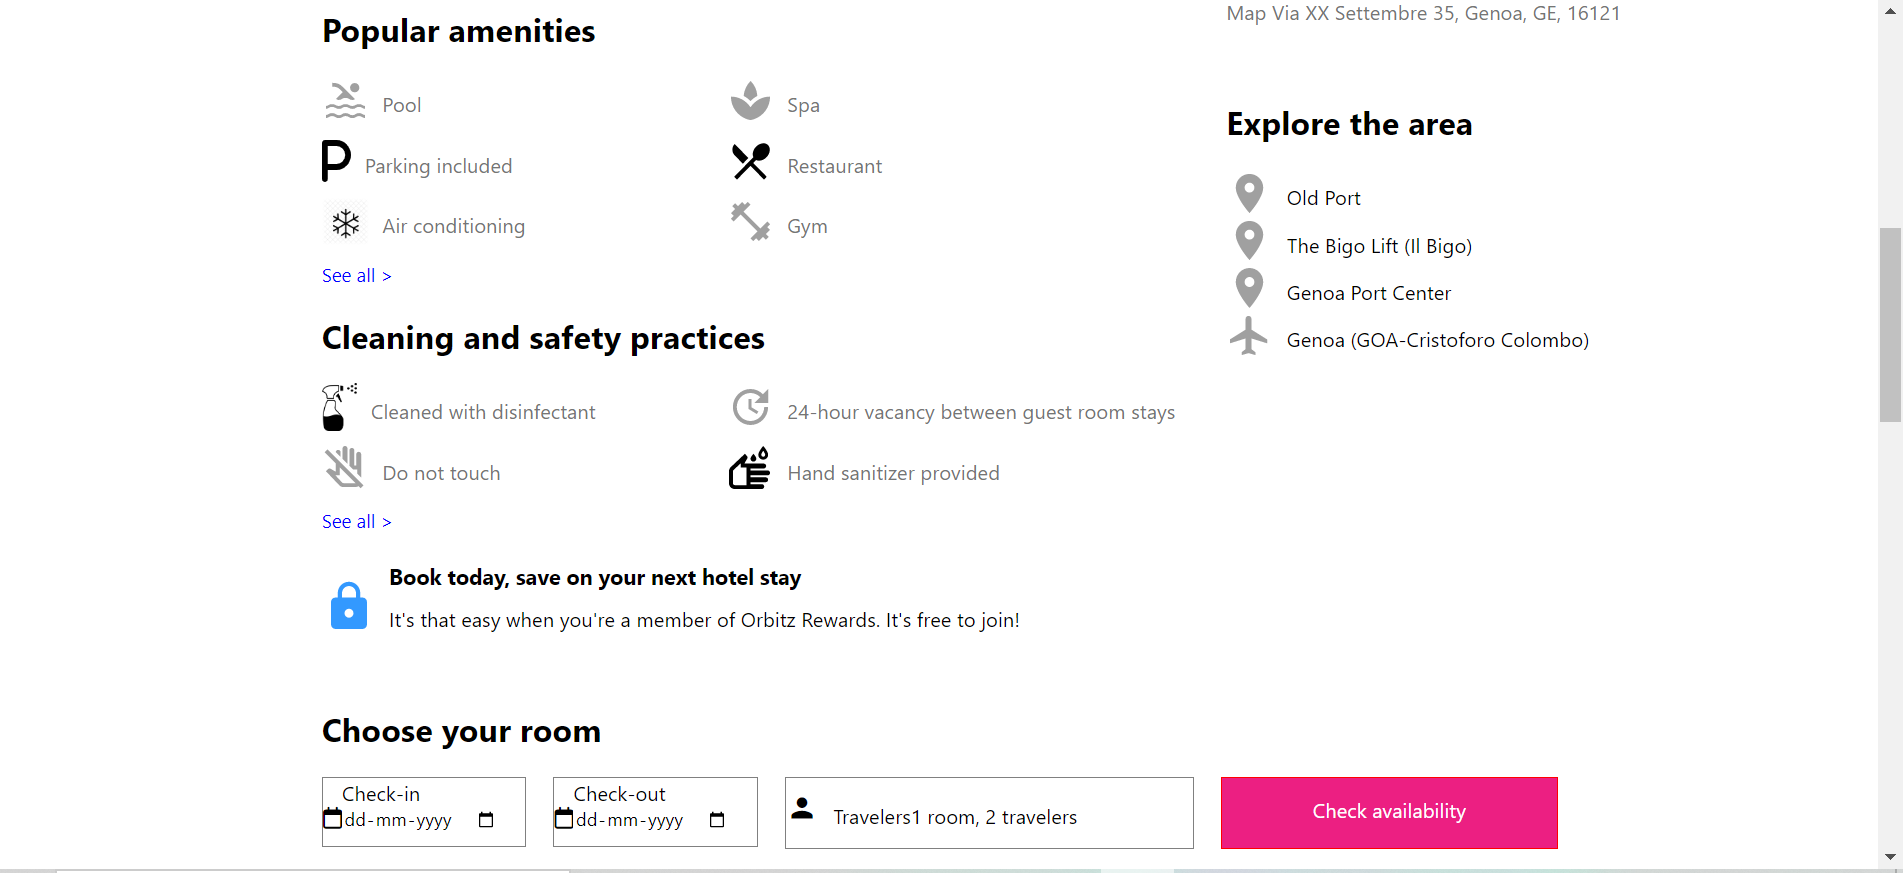 Popular amenities
Pool
Spa
Parking included
Restaurant
Air conditioning
Gym
See all >
Cleaning and safety practices
Cleaned with disinfectant
24-hour vacancy between guest room stays
Do not touch
Hand sanitizer provided
See all >
Book today, save on your next hotel stay
It's that easy when you're a member of Orbitz Rewards. It's free to join!
Map Via XX Settembre 35, Genoa, GE, 16121
Explore the area
Old Port
The Bigo Lift (Il Bigo)
Genoa Port Center
Genoa (GOA-Cristoforo Colombo)
Choose your room
Check-in
dd-mm-yyyy
Check-out
dd-mm-yyyy
Travelers1 room, 2 travelers
Check availability